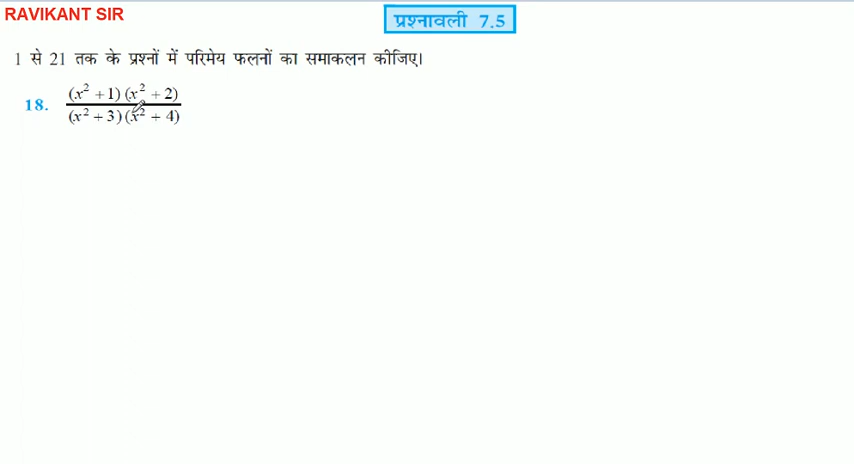 RAVIKANT SIR
प्रश्नावली 7.5
1 से 21 तक के प्रश्नों में परिमेय फलनों का समाकलन कीजिए।
18. (x² + 1) (x² + 2)
(x² + 3) (x² + 4)